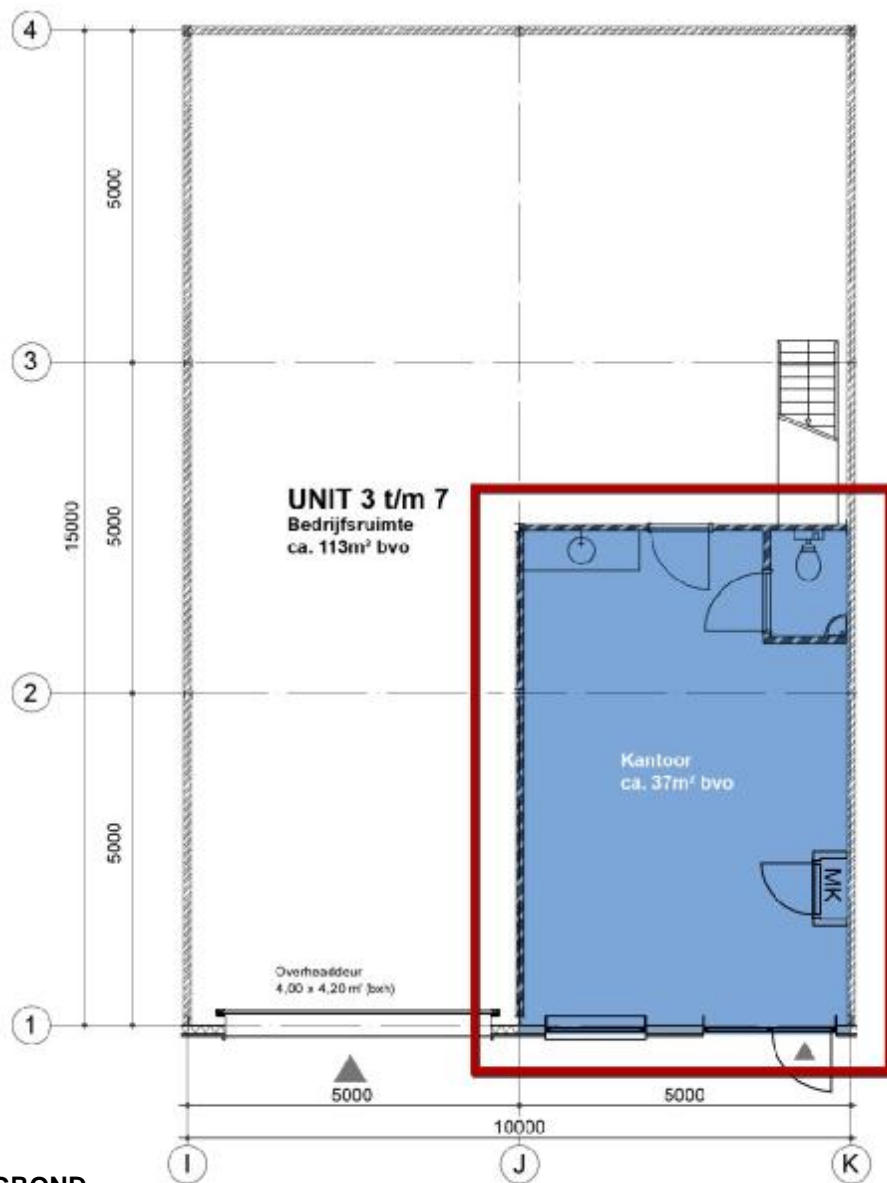 4
5000
3
UNIT 3 t/m 7
Bedrijfsruimte
ca. 113m² bvo
15000
5000
2
Kantoor
ca. 37m² bvo
5000
MK
Overheaddeur
4,00 x 4,20 m¹ (bxh)
1
5000
5000
10000
I
J
K